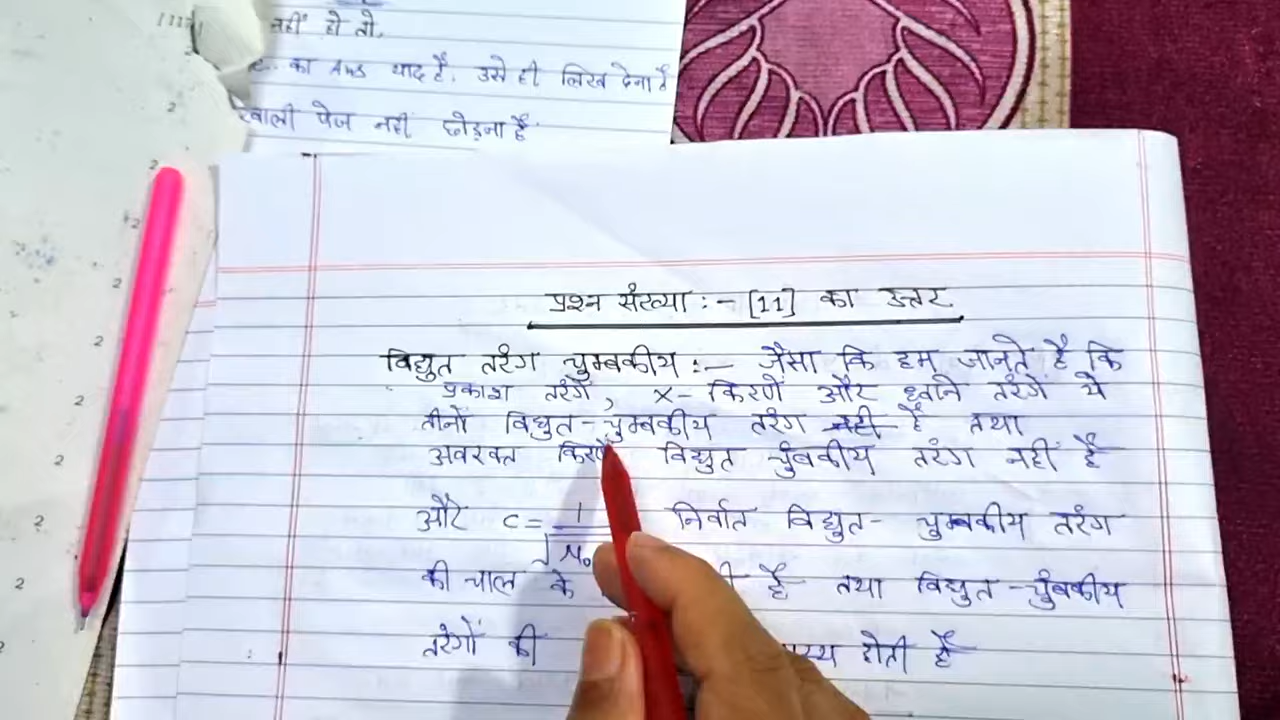 नहीं हो तो,
का Ans याद है, उसे ही लिख देना है
खाली पेज नहीं छोड़ना है
प्रश्न संख्या :- [11] का उत्तर
विद्युत तरंग चुम्बकीय :- जैसा कि हम जानते है कि
प्रकाश तरंगें, x- किरणें और ध्वनि तरंगें ये
तीनों विद्युत-चुम्बकीय तरंग नही है तथा
अवरक्त किरणें विद्युत चुंबकीय तरंग नहीं है
और c = 1/√μ₀ निर्वात विद्युत- चुम्बकीय तरंग
की चाल के है तथा विद्युत-चुंबकीय
तरंगों की होती है